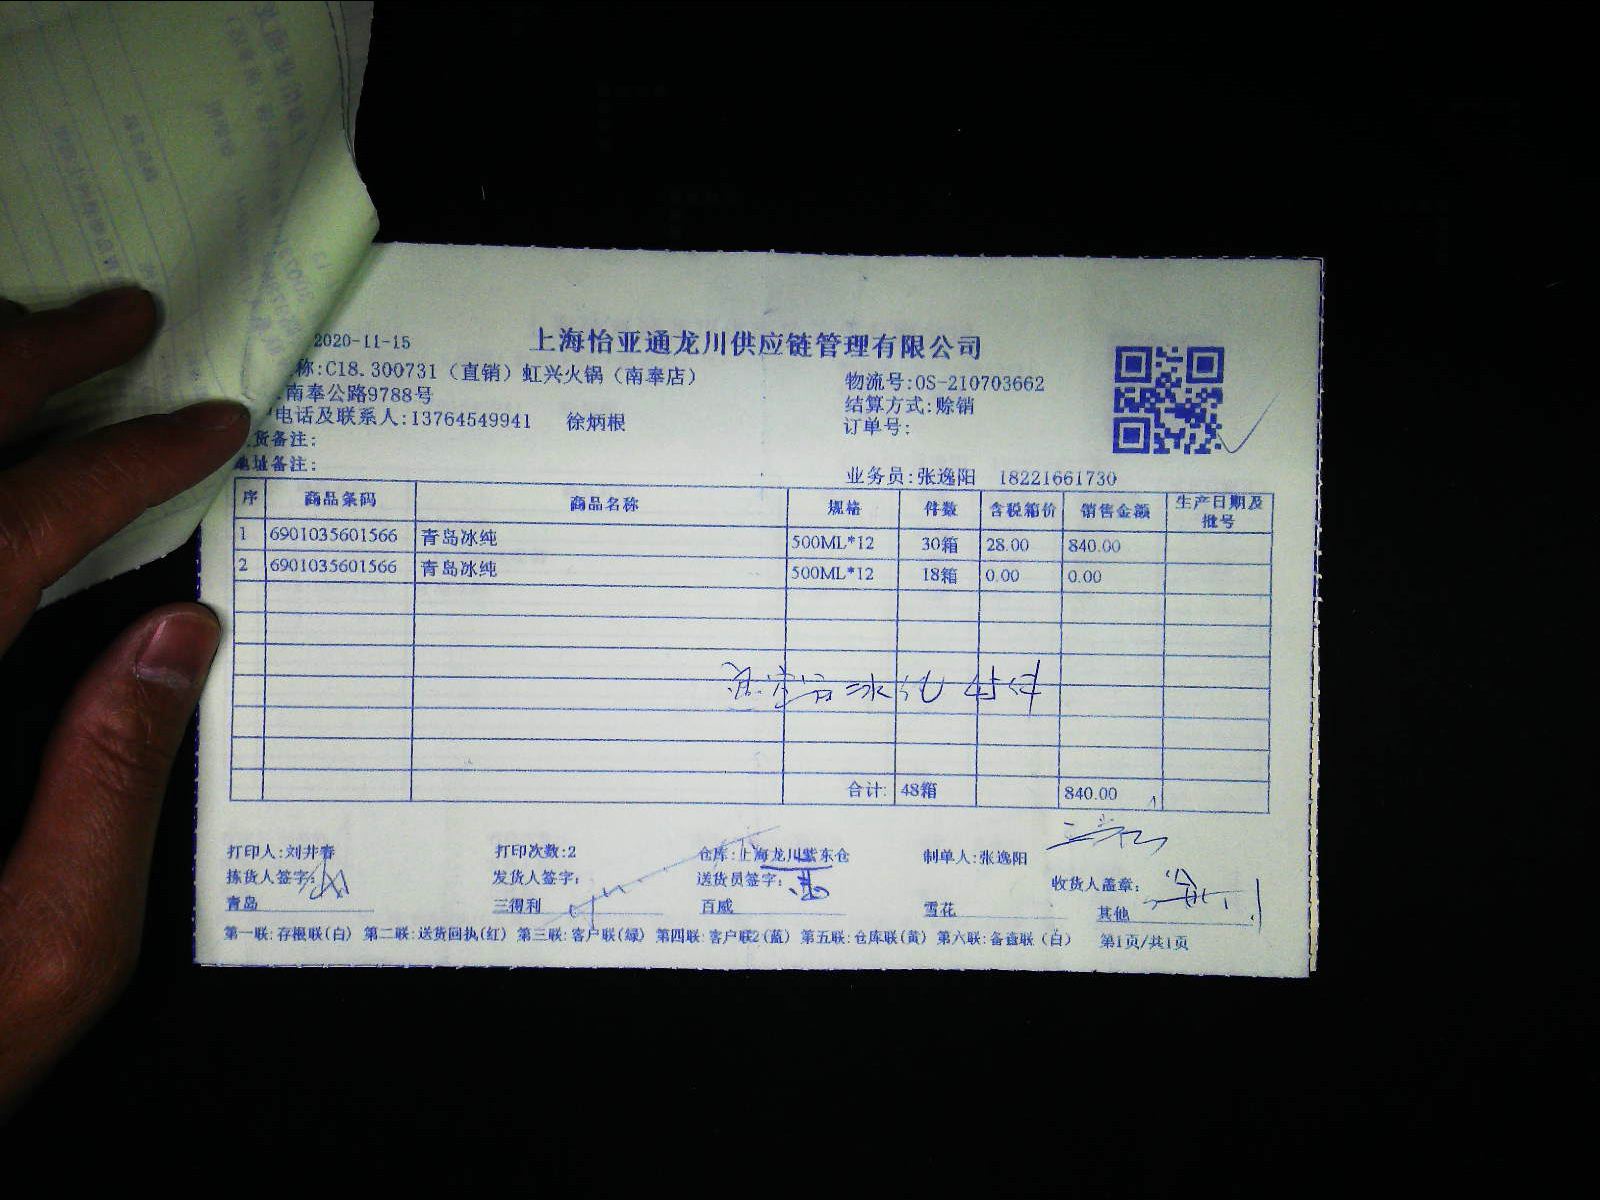 2020-11-15 上海怡亚通龙川供应链管理有限公司
称:C18.300731（直销）虹兴火锅（南奉店） 物流号:OS-210703662
南奉公路9788号 结算方式:赊销
电话及联系人:13764549941 徐炳根 订单号:
货备注:
地址备注: 业务员:张逸阳 18221661730
序 商品条码 商品名称 规格 件数 含税箱价 销售金额 生产日期及批号
1 6901035601566 青岛冰纯 500ML*12 30箱 28.00 840.00
2 6901035601566 青岛冰纯 500ML*12 18箱 0.00 0.00
合计: 48箱 840.00
打印人:刘井春 打印次数:2 仓库:上海龙川紫东仓 制单人:张逸阳
拣货人签字: 发货人签字: 送货员签字: 收货人盖章:
青岛 三得利 百威 雪花 其他
第一联:存根联(白) 第二联:送货回执(红) 第三联:客户联(绿) 第四联:客户联2(蓝) 第五联:仓库联(黄) 第六联:备查联（白） 第1页/共1页